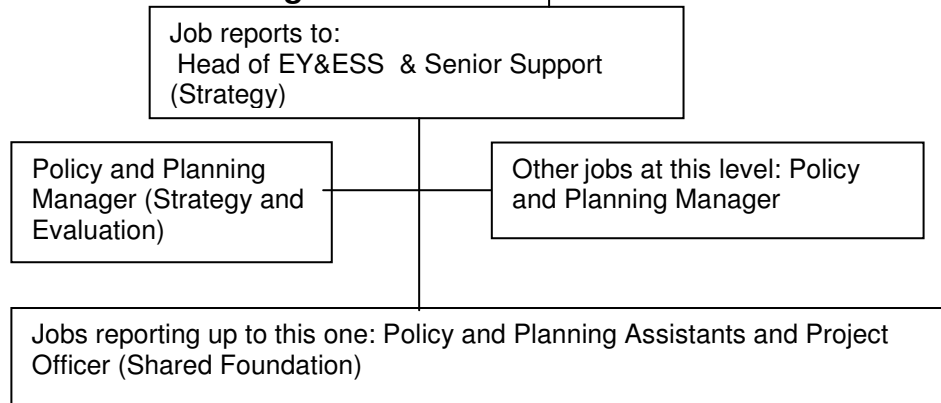 Job reports to:
Head of EY&ESS & Senior Support
(Strategy)
Policy and Planning
Manager (Strategy and
Evaluation)
Other jobs at this level: Policy
and Planning Manager
Jobs reporting up to this one: Policy and Planning Assistants and Project
Officer (Shared Foundation)